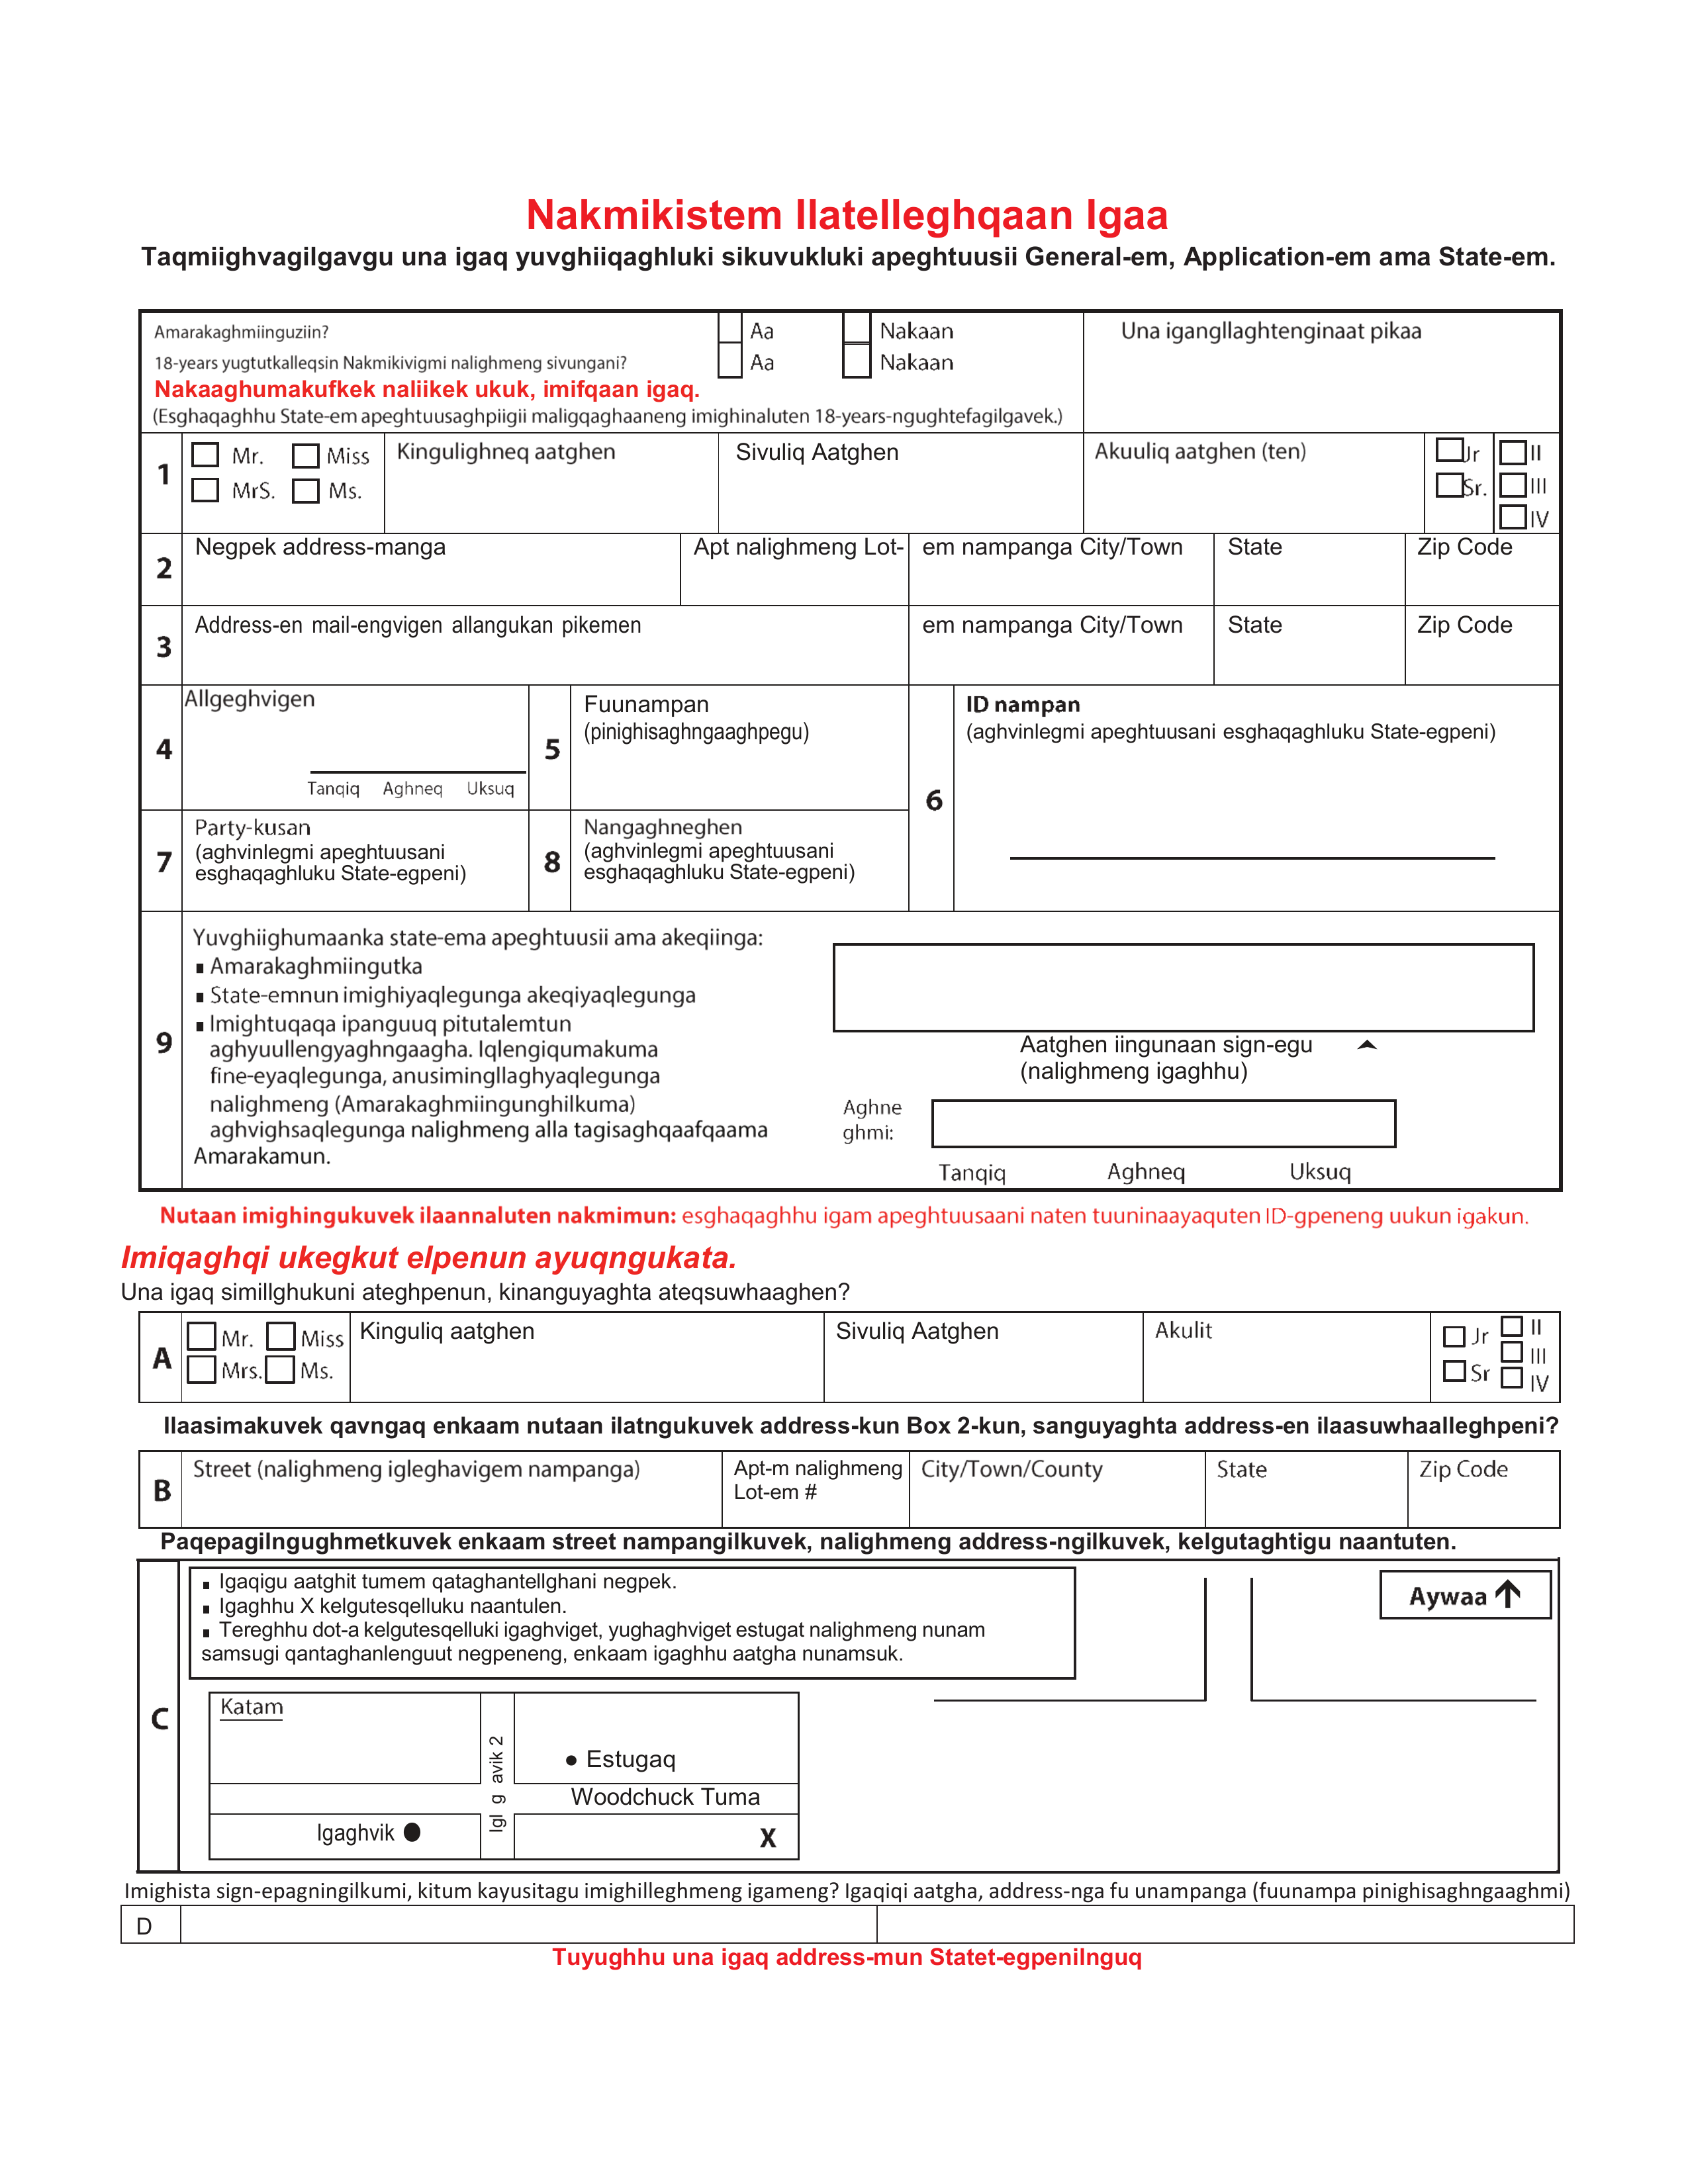 Nakmikistem Ilatelleghqaan Igaa
Taqmiighvagilgavgu una igaq yuvghiiqaghluki sikuvukluki apeghtuusii General-em, Application-em ama State-em.
Amarakaghmiinguziin? Aa Nakaan
Una igangllaghtenginaat pikaa
18-years yugtutkalleqsin Nakmikivigmi nalighmeng sivungani? Aa Nakaan
Nakaaghumakufkek naliikek ukuk, imifqaan igaq.
(Esghaqaghhu State-em apeghtuusaghpiigii maligqaghaaneng imighinaluten 18-years-ngughtefagilgavek.)
1 Mr. Miss Kingulighneq aatghen Sivuliq Aatghen Akuuliq aatghen (ten) Jr II
MrS. Ms. Sr. III
IV
2 Negpek address-manga Apt nalighmeng Lot- em nampanga City/Town State Zip Code
3 Address-en mail-engvigen allangukan pikemen em nampanga City/Town State Zip Code
4 Allgeghvigen
Tanqiq Aghneq Uksuq
5 Fuunampan
(pinighisaghngaaghpegu)
6 ID nampan
(aghvinlegmi apeghtuusani esghaqaghluku State-egpeni)
7 Party-kusan
(aghvinlegmi apeghtuusani
esghaqaghluku State-egpeni)
8 Nangaghneghen
(aghvinlegmi apeghtuusani
esghaqaghluku State-egpeni)
9 Yuvghiighumaanka state-ema apeghtuusii ama akeqiinga:
▪ Amarakaghmiingutka
▪ State-emnun imighiyaqlegunga akeqiyaqlegunga
▪ Imightuqaqa ipanguuq pitutalemtun
aghyuullengyaghngaagha. Iqlengiqumakuma
fine-eyaqlegunga, anusimingllaghyaqlegunga
nalighmeng (Amarakaghmiingunghilkuma)
aghvighsaqlegunga nalighmeng alla tagisaghqaafqaama
Amarakamun.
Aatghen iingunaan sign-egu
(nalighmeng igaghhu)
Aghne
ghmi:
Tanqiq Aghneq Uksuq
Nutaan imighingukuvek ilaannaluten nakmimun: esghaqaghhu igam apeghtuusaani naten tuuninaayaquten ID-gpeneng uukun igakun.
Imiqaghqi ukegkut elpenun ayuqngukata.
Una igaq simillghukuni ateghpenun, kinanguyaghta ateqsuwhaaghen?
A Mr. Miss Kinguliq aatghen Sivuliq Aatghen Akulit Jr II
Mrs. Ms. Sr III
IV
Ilaasimakuvek qavngaq enkaam nutaan ilatngukuvek address-kun Box 2-kun, sanguyaghta address-en ilaasuwhaalleghpeni?
B Street (nalighmeng igleghavigem nampanga) Apt-m nalighmeng City/Town/County State Zip Code
Lot-em #
Paqepagilngughmetkuvek enkaam street nampangilkuvek, nalighmeng address-ngilkuvek, kelgutaghtigu naantuten.
C
▪ Igaqigu aatghit tumem qataghantellghani negpek.
▪ Igaghhu X kelgutesqelluku naantulen.
▪ Tereghhu dot-a kelgutesqelluki igaghviget, yughaghviget estugat nalighmeng nunam
samsugi qantaghanlenguut negpeneng, enkaam igaghhu aatgha nunamsuk.
Aywaa ↑
Katam
Igl g avik 2
● Estugaq
Woodchuck Tuma
Igaghvik ●
X
Imighista sign-epagningilkumi, kitum kayusitagu imighilleghmeng igameng? Igaqiqi aatgha, address-nga fu unampanga (fuunampa pinighisaghngaaghmi)
D
Tuyughhu una igaq address-mun Statet-egpenilnguq